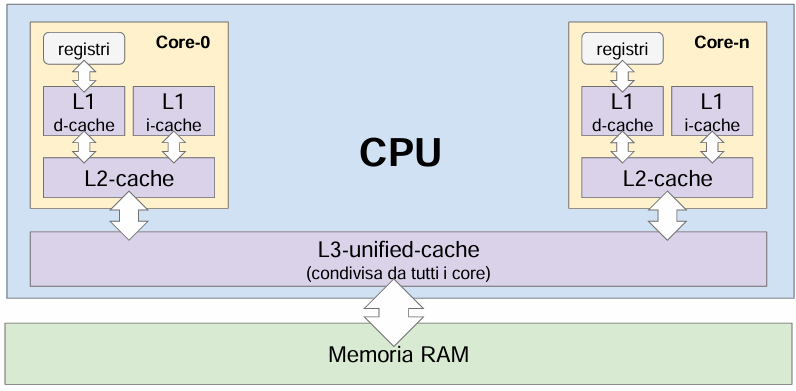 Core-0
registri
L1
d-cache
L1
i-cache
L2-cache
CPU
Core-n
registri
L1
d-cache
L1
i-cache
L2-cache
L3-unified-cache
(condivisa da tutti i core)
Memoria RAM